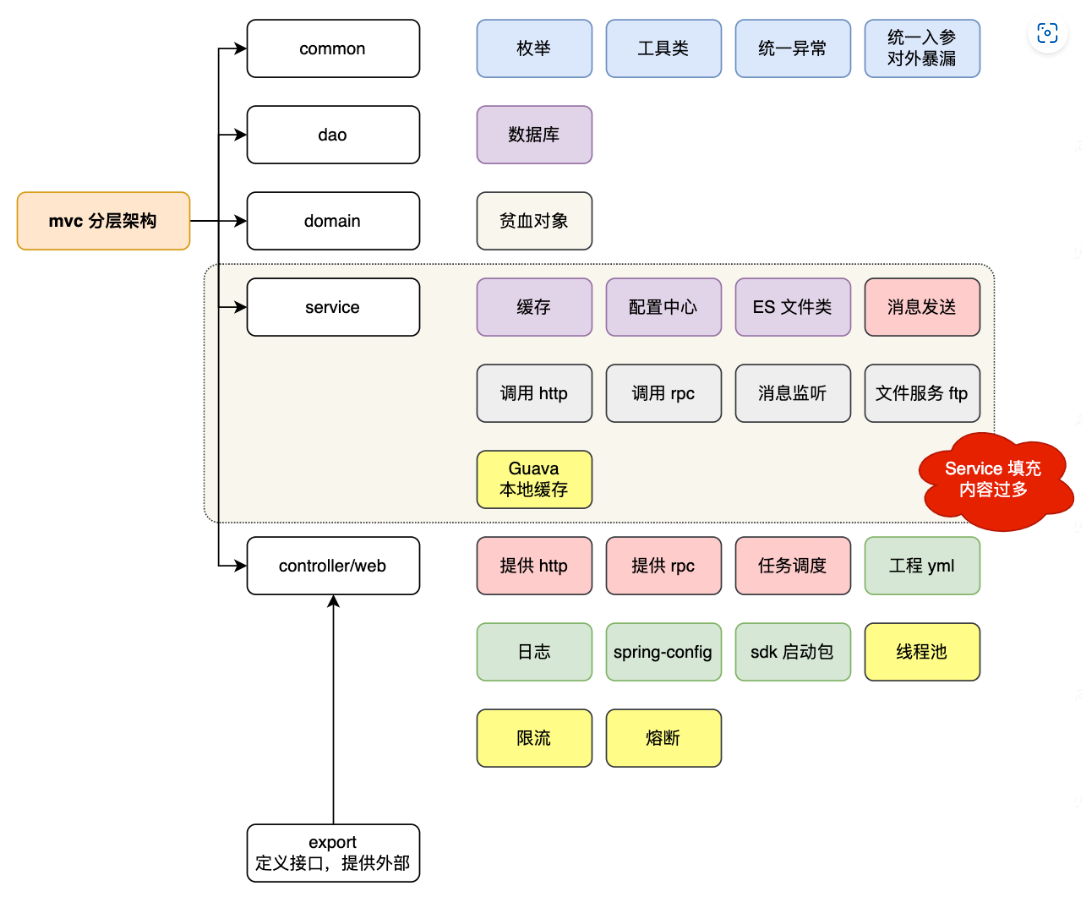 common
枚举
工具类
统一异常
统一入参
对外暴漏
dao
数据库
mvc 分层架构
domain
贫血对象
service
缓存
配置中心
ES 文件类
消息发送
调用 http
调用 rpc
消息监听
文件服务 ftp
Guava
本地缓存
Service 填充
内容过多
controller/web
提供 http
提供 rpc
任务调度
工程 yml
日志
spring-config
sdk 启动包
线程池
限流
熔断
export
定义接口，提供外部